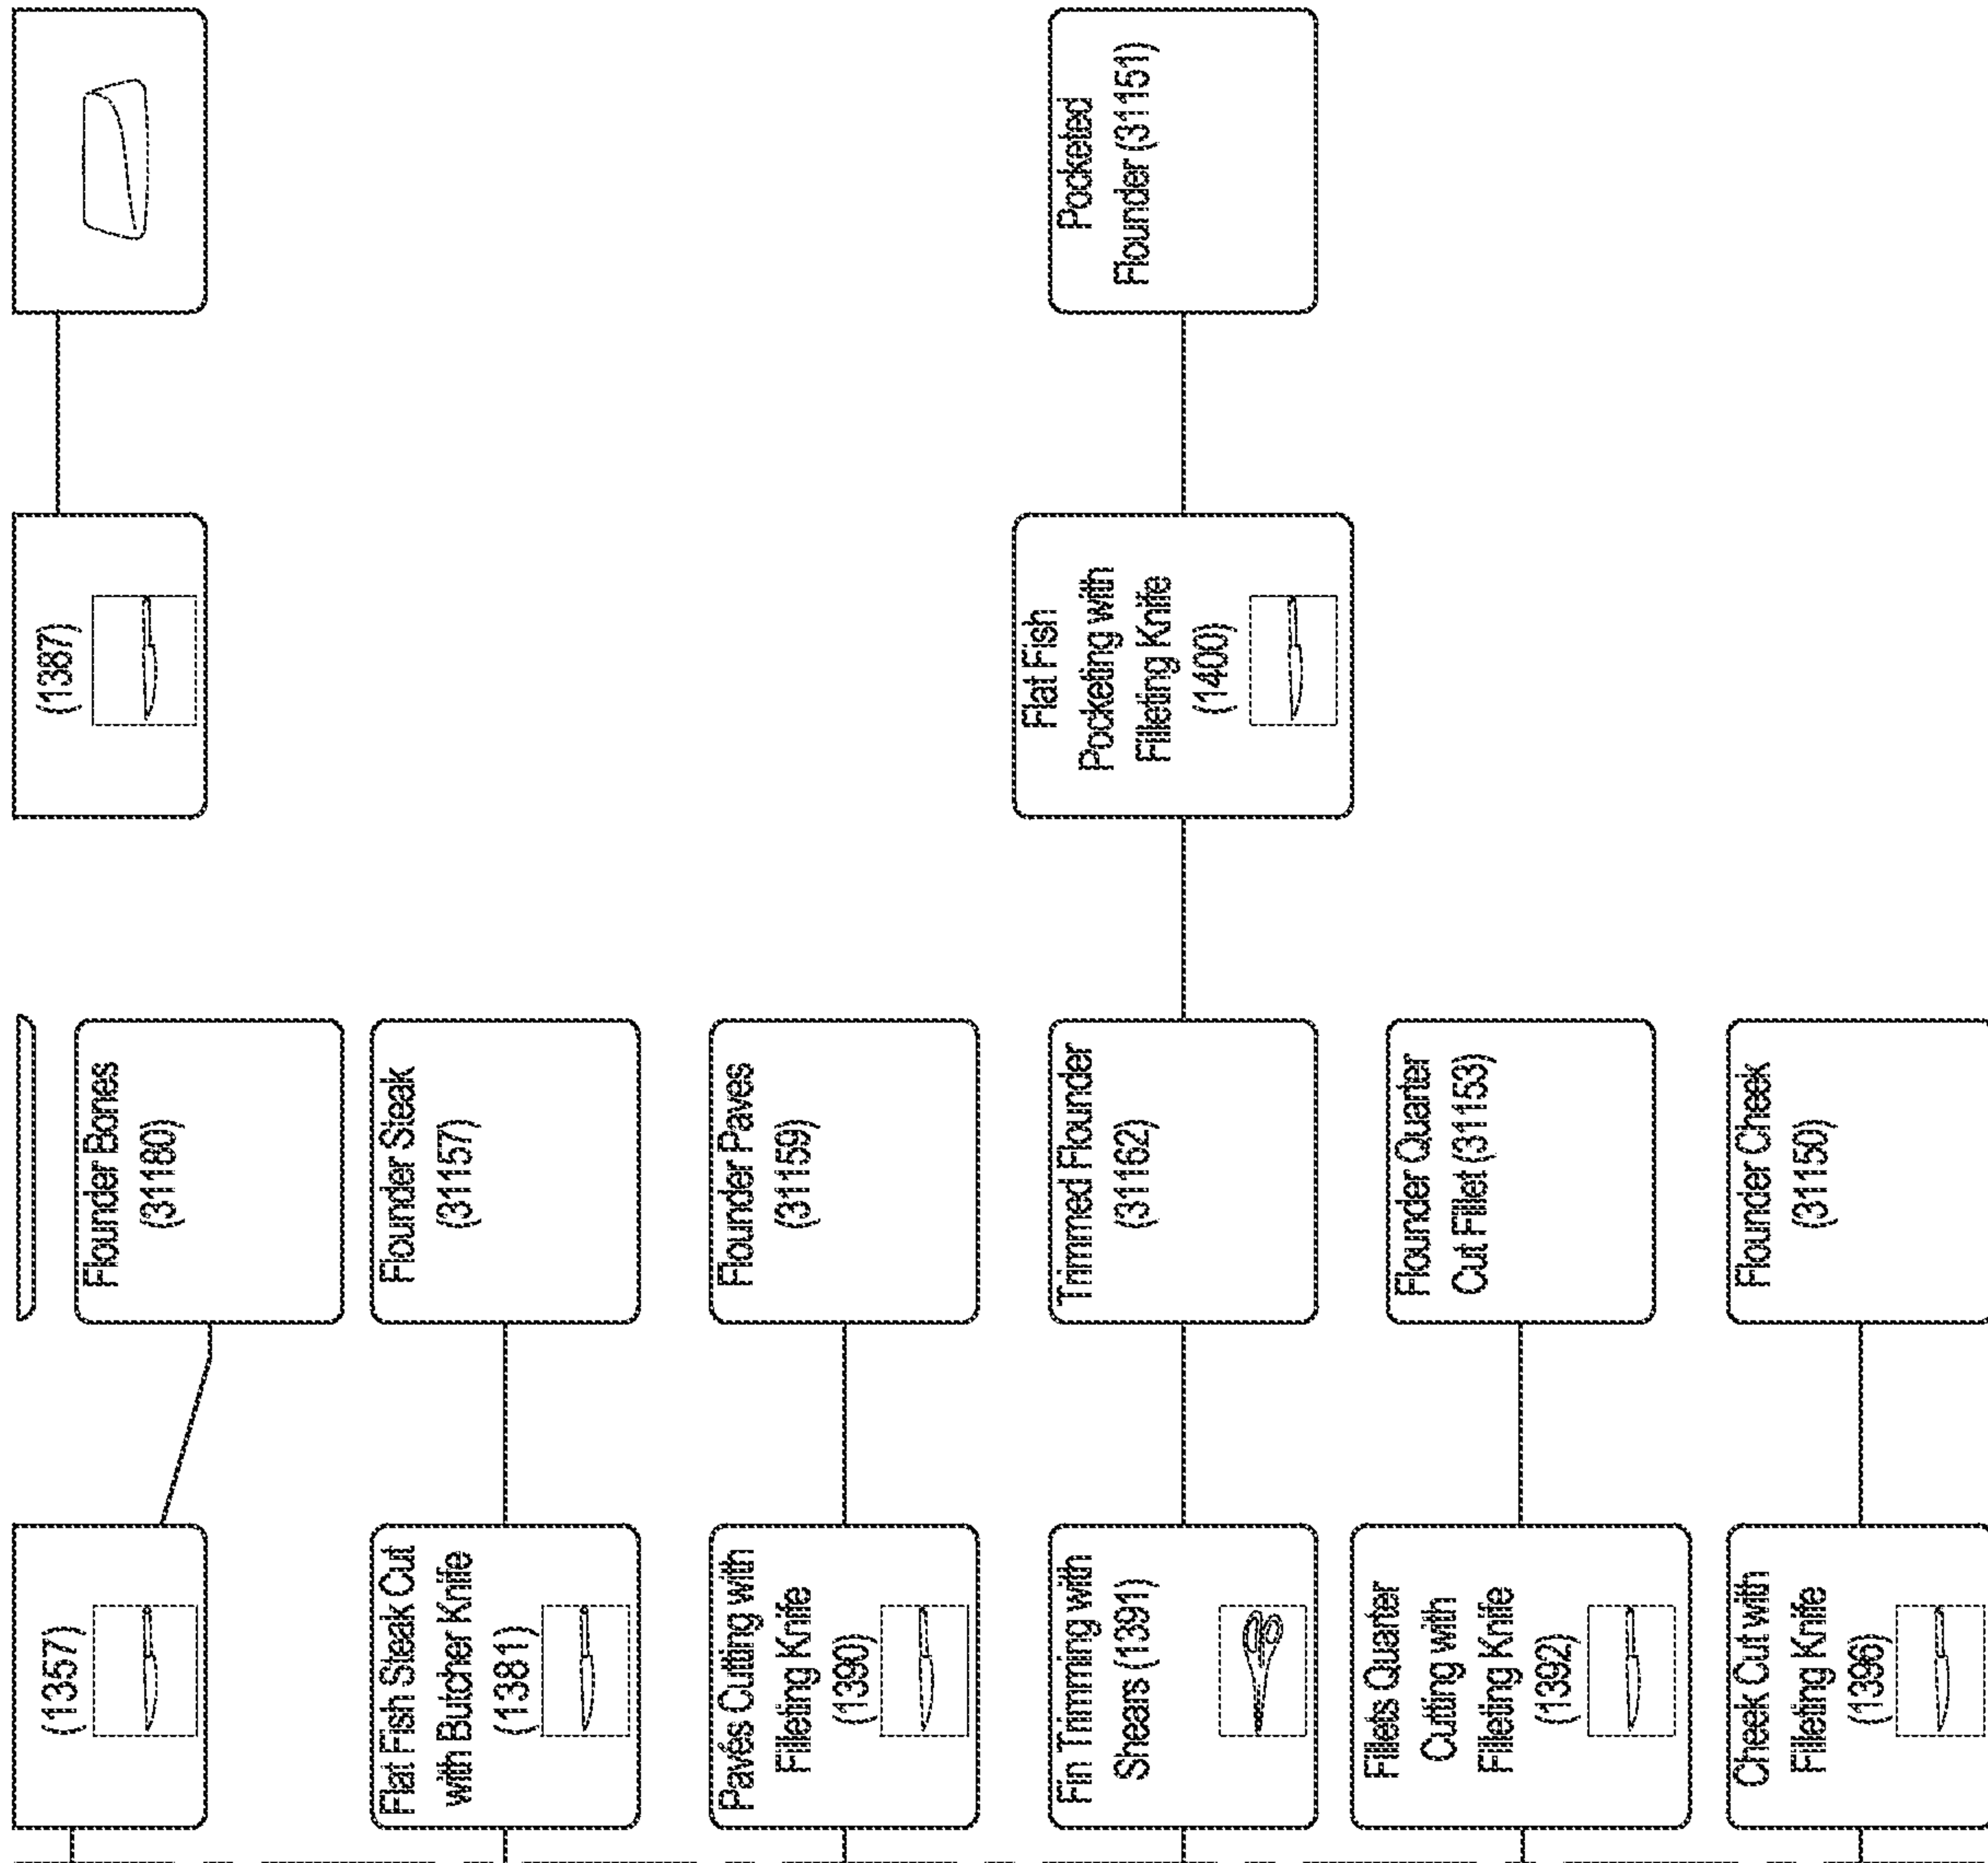 (1357)
Flounder Bones
(31180)
(1387)
Flat Fish Steak Cut
with Butcher Knife
(1381)
Flounder Steak
(31157)
Pavés Cutting with
Filleting Knife
(1390)
Flounder Paves
(31159)
Fin Trimming with
Shears (1391)
Trimmed Flounder
(31162)
Flat Fish
Pocketing with
Filleting Knife
(1400)
Pocketed
Flounder (31151)
Fillets Quarter
Cutting with
Filleting Knife
(1392)
Flounder Quarter
Cut Fillet (31153)
Cheek Cut with
Filleting Knife
(1396)
Flounder Cheek
(31150)